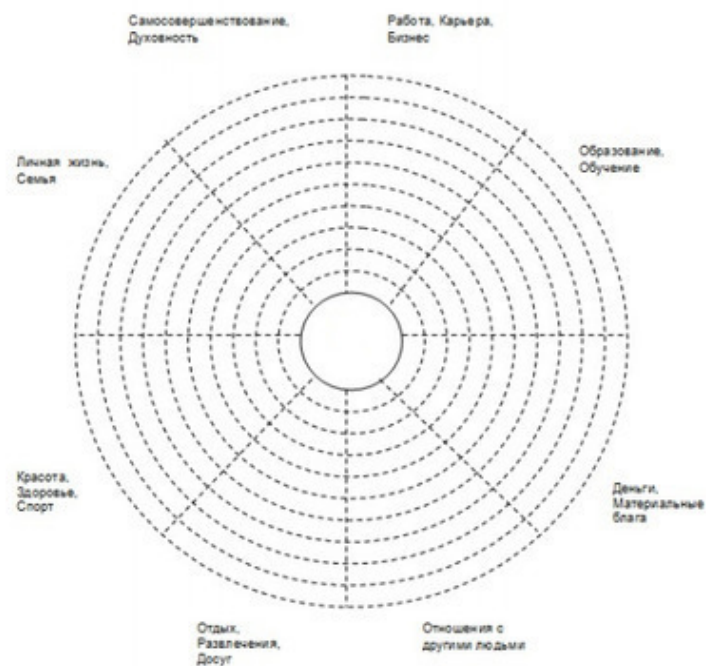 Самосовершенствование,
Духовность
Работа, Карьера,
Бизнес
Личная жизнь,
Семья
Образование,
Обучение
Красота,
Здоровье,
Спорт
Деньги,
Материальные
блага
Отдых,
Развлечения,
Досуг
Отношения с
другими людьми